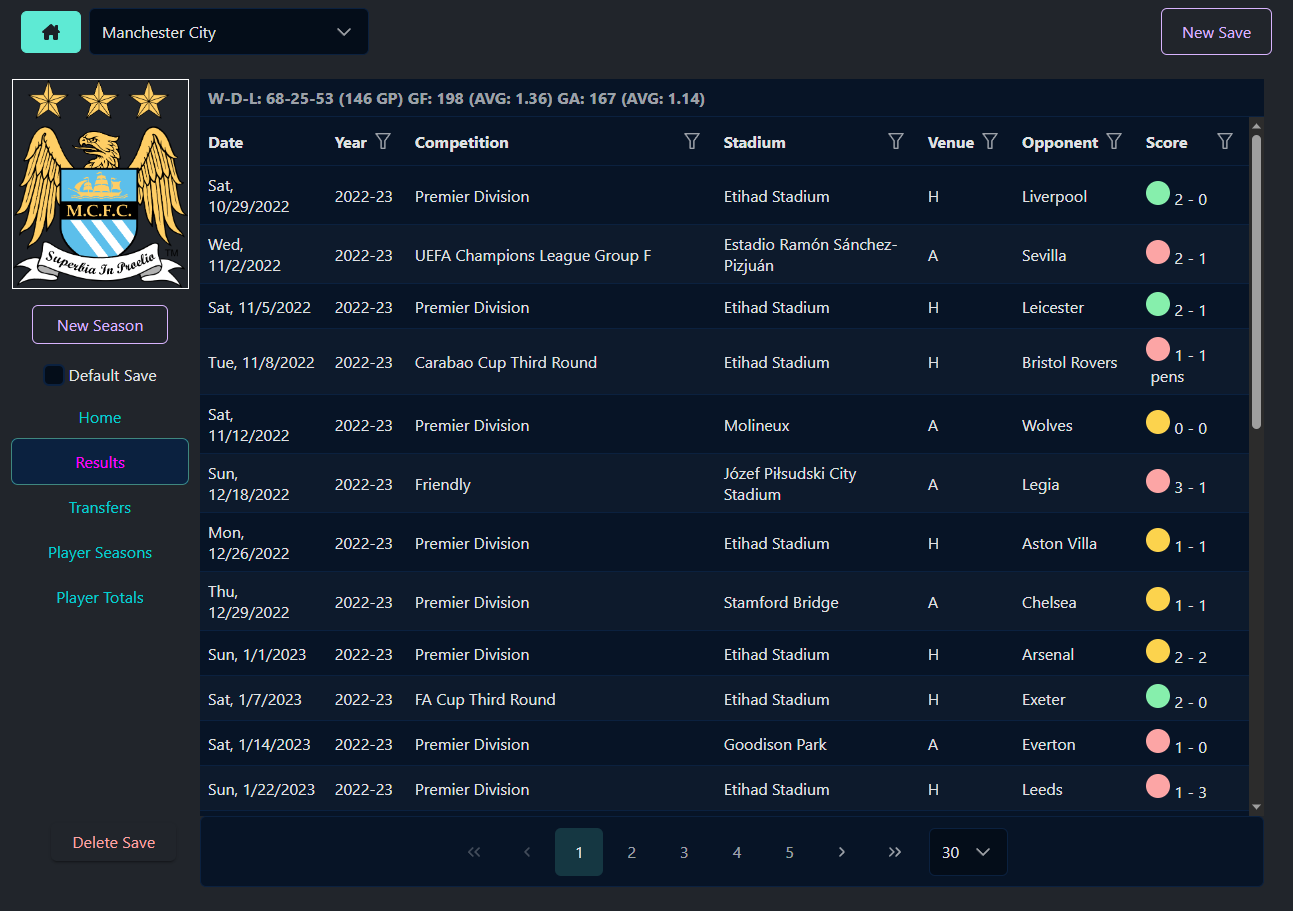 Manchester City
New Save
M.C.F.C.
Superbia In Proelio
TM
New Season
Default Save
Home
Results
Transfers
Player Seasons
Player Totals
Delete Save
W-D-L: 68-25-53 (146 GP) GF: 198 (AVG: 1.36) GA: 167 (AVG: 1.14)
Date Year Competition Stadium Venue Opponent Score
Sat,
10/29/2022 2022-23 Premier Division Etihad Stadium H Liverpool 2 - 0
Wed,
11/2/2022 2022-23 UEFA Champions League Group F Estadio Ramón Sánchez-
Pizjuán A Sevilla 2 - 1
Sat, 11/5/2022 2022-23 Premier Division Etihad Stadium H Leicester 2 - 1
Tue, 11/8/2022 2022-23 Carabao Cup Third Round Etihad Stadium H Bristol Rovers 1 - 1
pens
Sat,
11/12/2022 2022-23 Premier Division Molineux A Wolves 0 - 0
Sun,
12/18/2022 2022-23 Friendly Józef Piłsudski City
Stadium A Legia 3 - 1
Mon,
12/26/2022 2022-23 Premier Division Etihad Stadium H Aston Villa 1 - 1
Thu,
12/29/2022 2022-23 Premier Division Stamford Bridge A Chelsea 1 - 1
Sun, 1/1/2023 2022-23 Premier Division Etihad Stadium H Arsenal 2 - 2
Sat, 1/7/2023 2022-23 FA Cup Third Round Etihad Stadium H Exeter 2 - 0
Sat, 1/14/2023 2022-23 Premier Division Goodison Park A Everton 1 - 0
Sun, 1/22/2023 2022-23 Premier Division Etihad Stadium H Leeds 1 - 3
1 2 3 4 5 30